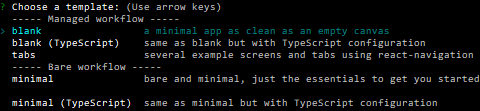 ? Choose a template: (Use arrow keys)
----- Managed workflow -----
> blank a minimal app as clean as an empty canvas
blank (TypeScript) same as blank but with TypeScript configuration
tabs several example screens and tabs using react-navigation
----- Bare workflow -----
minimal bare and minimal, just the essentials to get you started
minimal (TypeScript) same as minimal but with TypeScript configuration